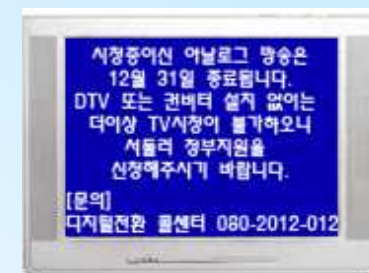 시청중이신 아날로그 방송은
12월 31일 종료됩니다.
DTV 또는 컨버터 설치 없이는
더이상 TV시청이 불가하오니
서둘러 정부지원을
신청해주시기 바랍니다.
[문의]
디지털전환 콜센터 080-2012-012